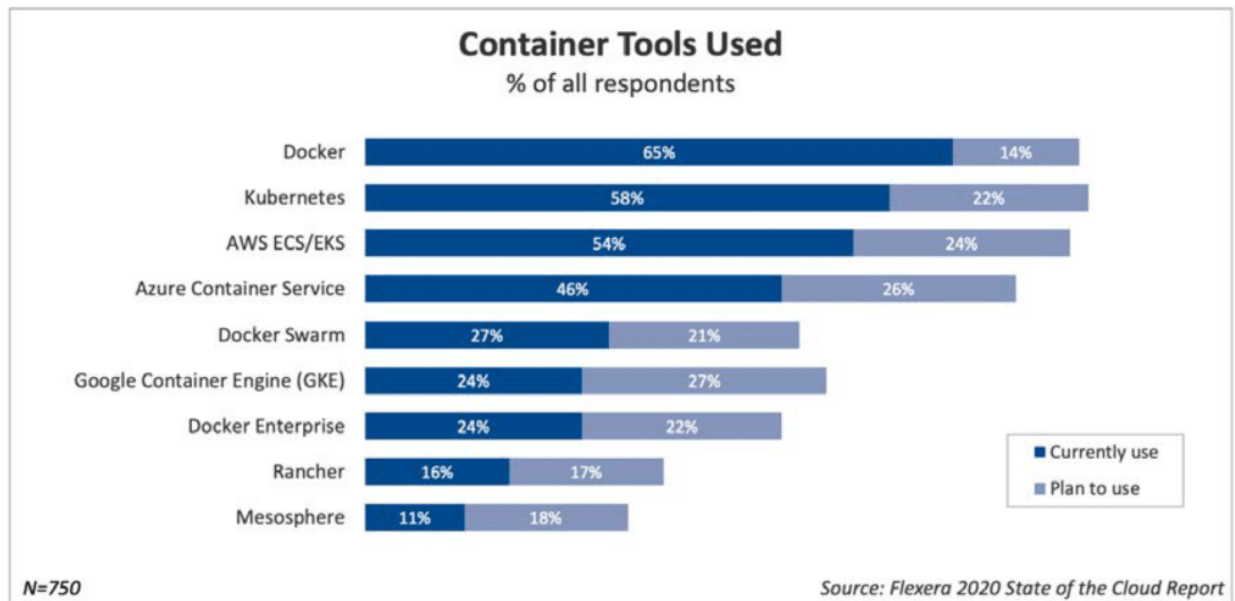 Container Tools Used
% of all respondents
Docker 65% 14%
Kubernetes 58% 22%
AWS ECS/EKS 54% 24%
Azure Container Service 46% 26%
Docker Swarm 27% 21%
Google Container Engine (GKE) 24% 27%
Docker Enterprise 24% 22%
Rancher 16% 17%
Mesosphere 11% 18%
Currently use
Plan to use
N=750
Source: Flexera 2020 State of the Cloud Report